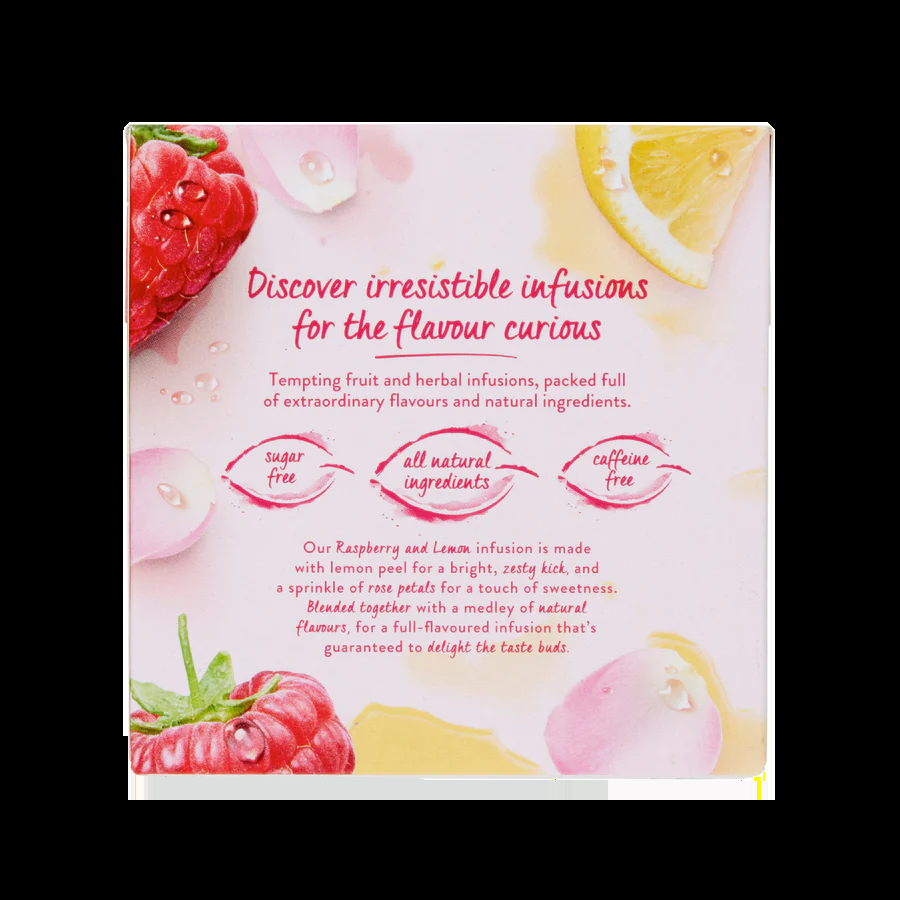 Discover irresistible infusions
for the flavour curious
Tempting fruit and herbal infusions, packed full
of extraordinary flavours and natural ingredients.
sugar
free
all natural
ingredients
caffeine
free
Our Raspberry and Lemon infusion is made
with lemon peel for a bright, zesty kick, and
a sprinkle of rose petals for a touch of sweetness.
Blended together with a medley of natural
flavours, for a full-flavoured infusion that's
guaranteed to delight the taste buds.